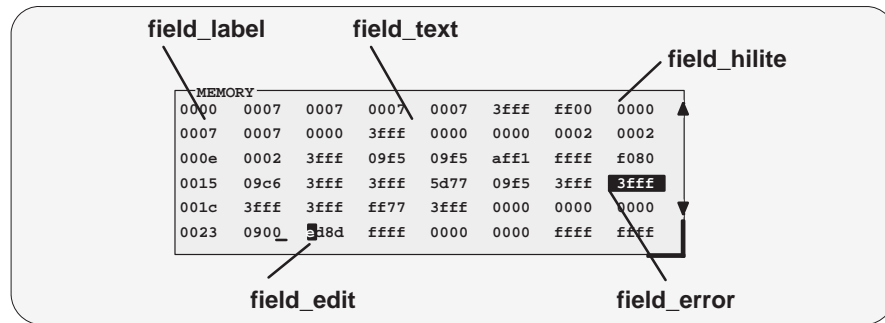 field_label field_text
field_hilite
MEMORY
0000 0007 0007 0007 0007 3fff ff00 0000
0007 0007 0000 3fff 0000 0000 0002 0002
000e 0002 3fff 09f5 09f5 aff1 ffff f080
0015 09c6 3fff 3fff 5d77 09f5 3fff 3fff
001c 3fff 3fff ff77 3fff 0000 0000 0000
0023 0900_ ed8d ffff 0000 0000 ffff ffff
field_edit field_error